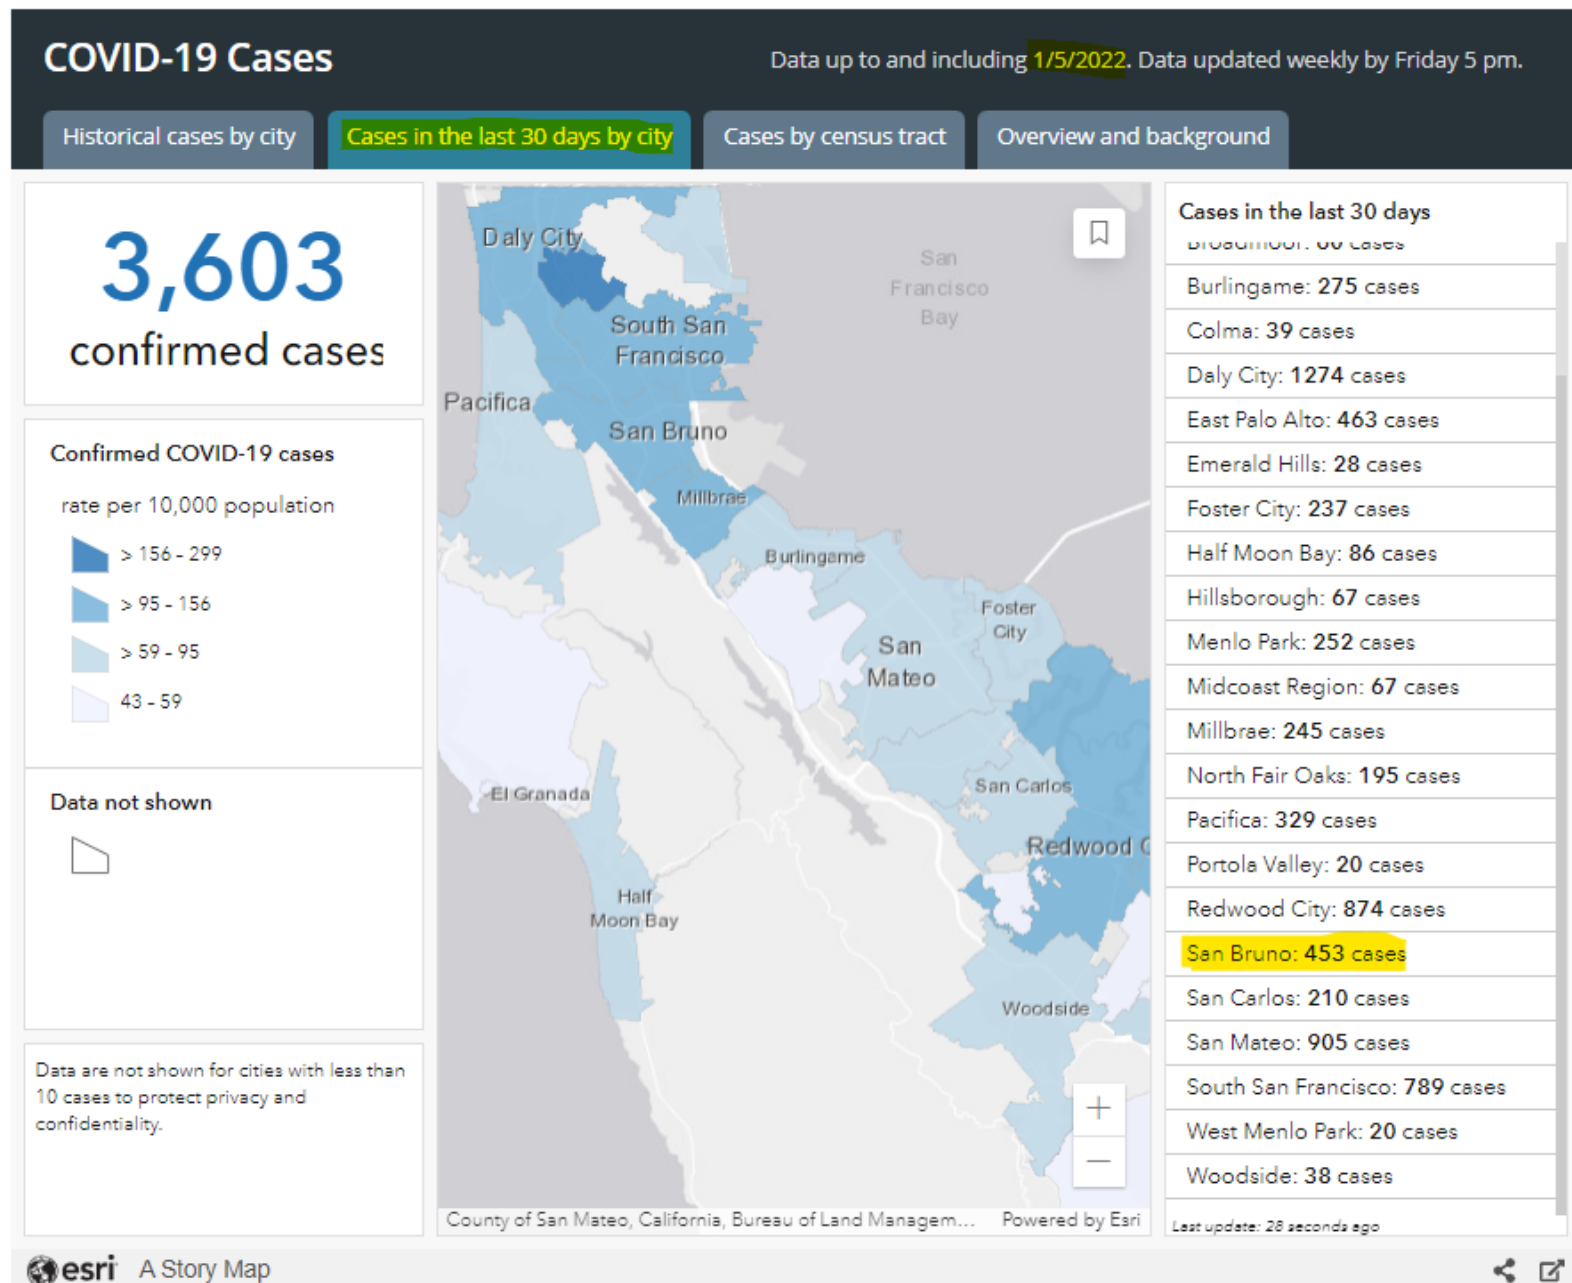 COVID-19 Cases
Data up to and including 1/5/2022. Data updated weekly by Friday 5 pm.
Historical cases by city
Cases in the last 30 days by city
Cases by census tract
Overview and background
3,603
confirmed cases
Confirmed COVID-19 cases
rate per 10,000 population
> 156 - 299
> 95 - 156
> 59 - 95
43 - 59
Data not shown
Data are not shown for cities with less than
10 cases to protect privacy and
confidentiality.
Daly City
San
Francisco
Bay
South San
Francisco
Pacifica
San Bruno
Millbrae
Burlingame
Foster
City
San
Mateo
El Granada
San Carlos
Redwood C
Half
Moon Bay
Woodside
+
−
County of San Mateo, California, Bureau of Land Managem...
Powered by Esri
Cases in the last 30 days
Broadmoor: 60 cases
Burlingame: 275 cases
Colma: 39 cases
Daly City: 1274 cases
East Palo Alto: 463 cases
Emerald Hills: 28 cases
Foster City: 237 cases
Half Moon Bay: 86 cases
Hillsborough: 67 cases
Menlo Park: 252 cases
Midcoast Region: 67 cases
Millbrae: 245 cases
North Fair Oaks: 195 cases
Pacifica: 329 cases
Portola Valley: 20 cases
Redwood City: 874 cases
San Bruno: 453 cases
San Carlos: 210 cases
San Mateo: 905 cases
South San Francisco: 789 cases
West Menlo Park: 20 cases
Woodside: 38 cases
Last update: 28 seconds ago
esri
A Story Map